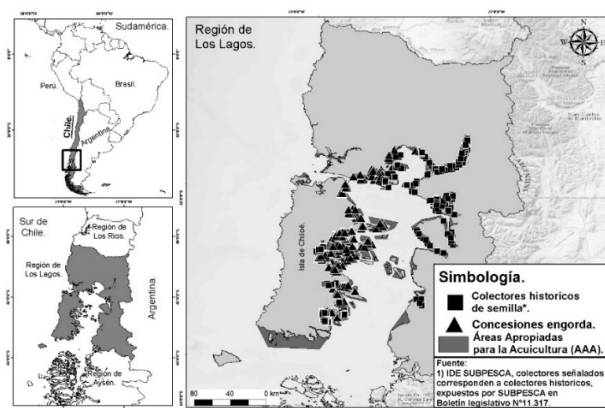 Sudamérica.
Perú.
Brasil.
Chile.
Argentina.
Sur de Chile.
Región de Los Ríos.
Región de Los Lagos.
Argentina.
Región de Aysén.
Región de Los Lagos.
N
E
S
Isla de Chiloé.
80 40 0 km
Simbología.
Colectores historicos de semilla*.
Concesiones engorda.
Áreas Apropiadas para la Acuicultura (AAA).
Fuente:
1) IDE SUBPESCA, colectores señalados
corresponden a colectores historicos,
expuestos por SUBPESCA en
Boletín legislativo N°11.317.